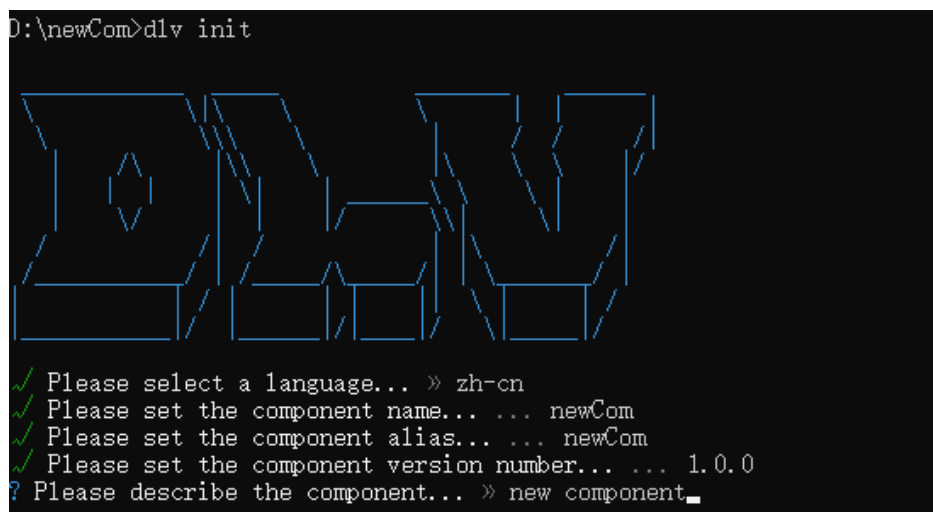 D:\newCom>dlv init
DLV
√ Please select a language... » zh-cn
√ Please set the component name... ... newCom
√ Please set the component alias... ... newCom
√ Please set the component version number... ... 1.0.0
? Please describe the component... » new component